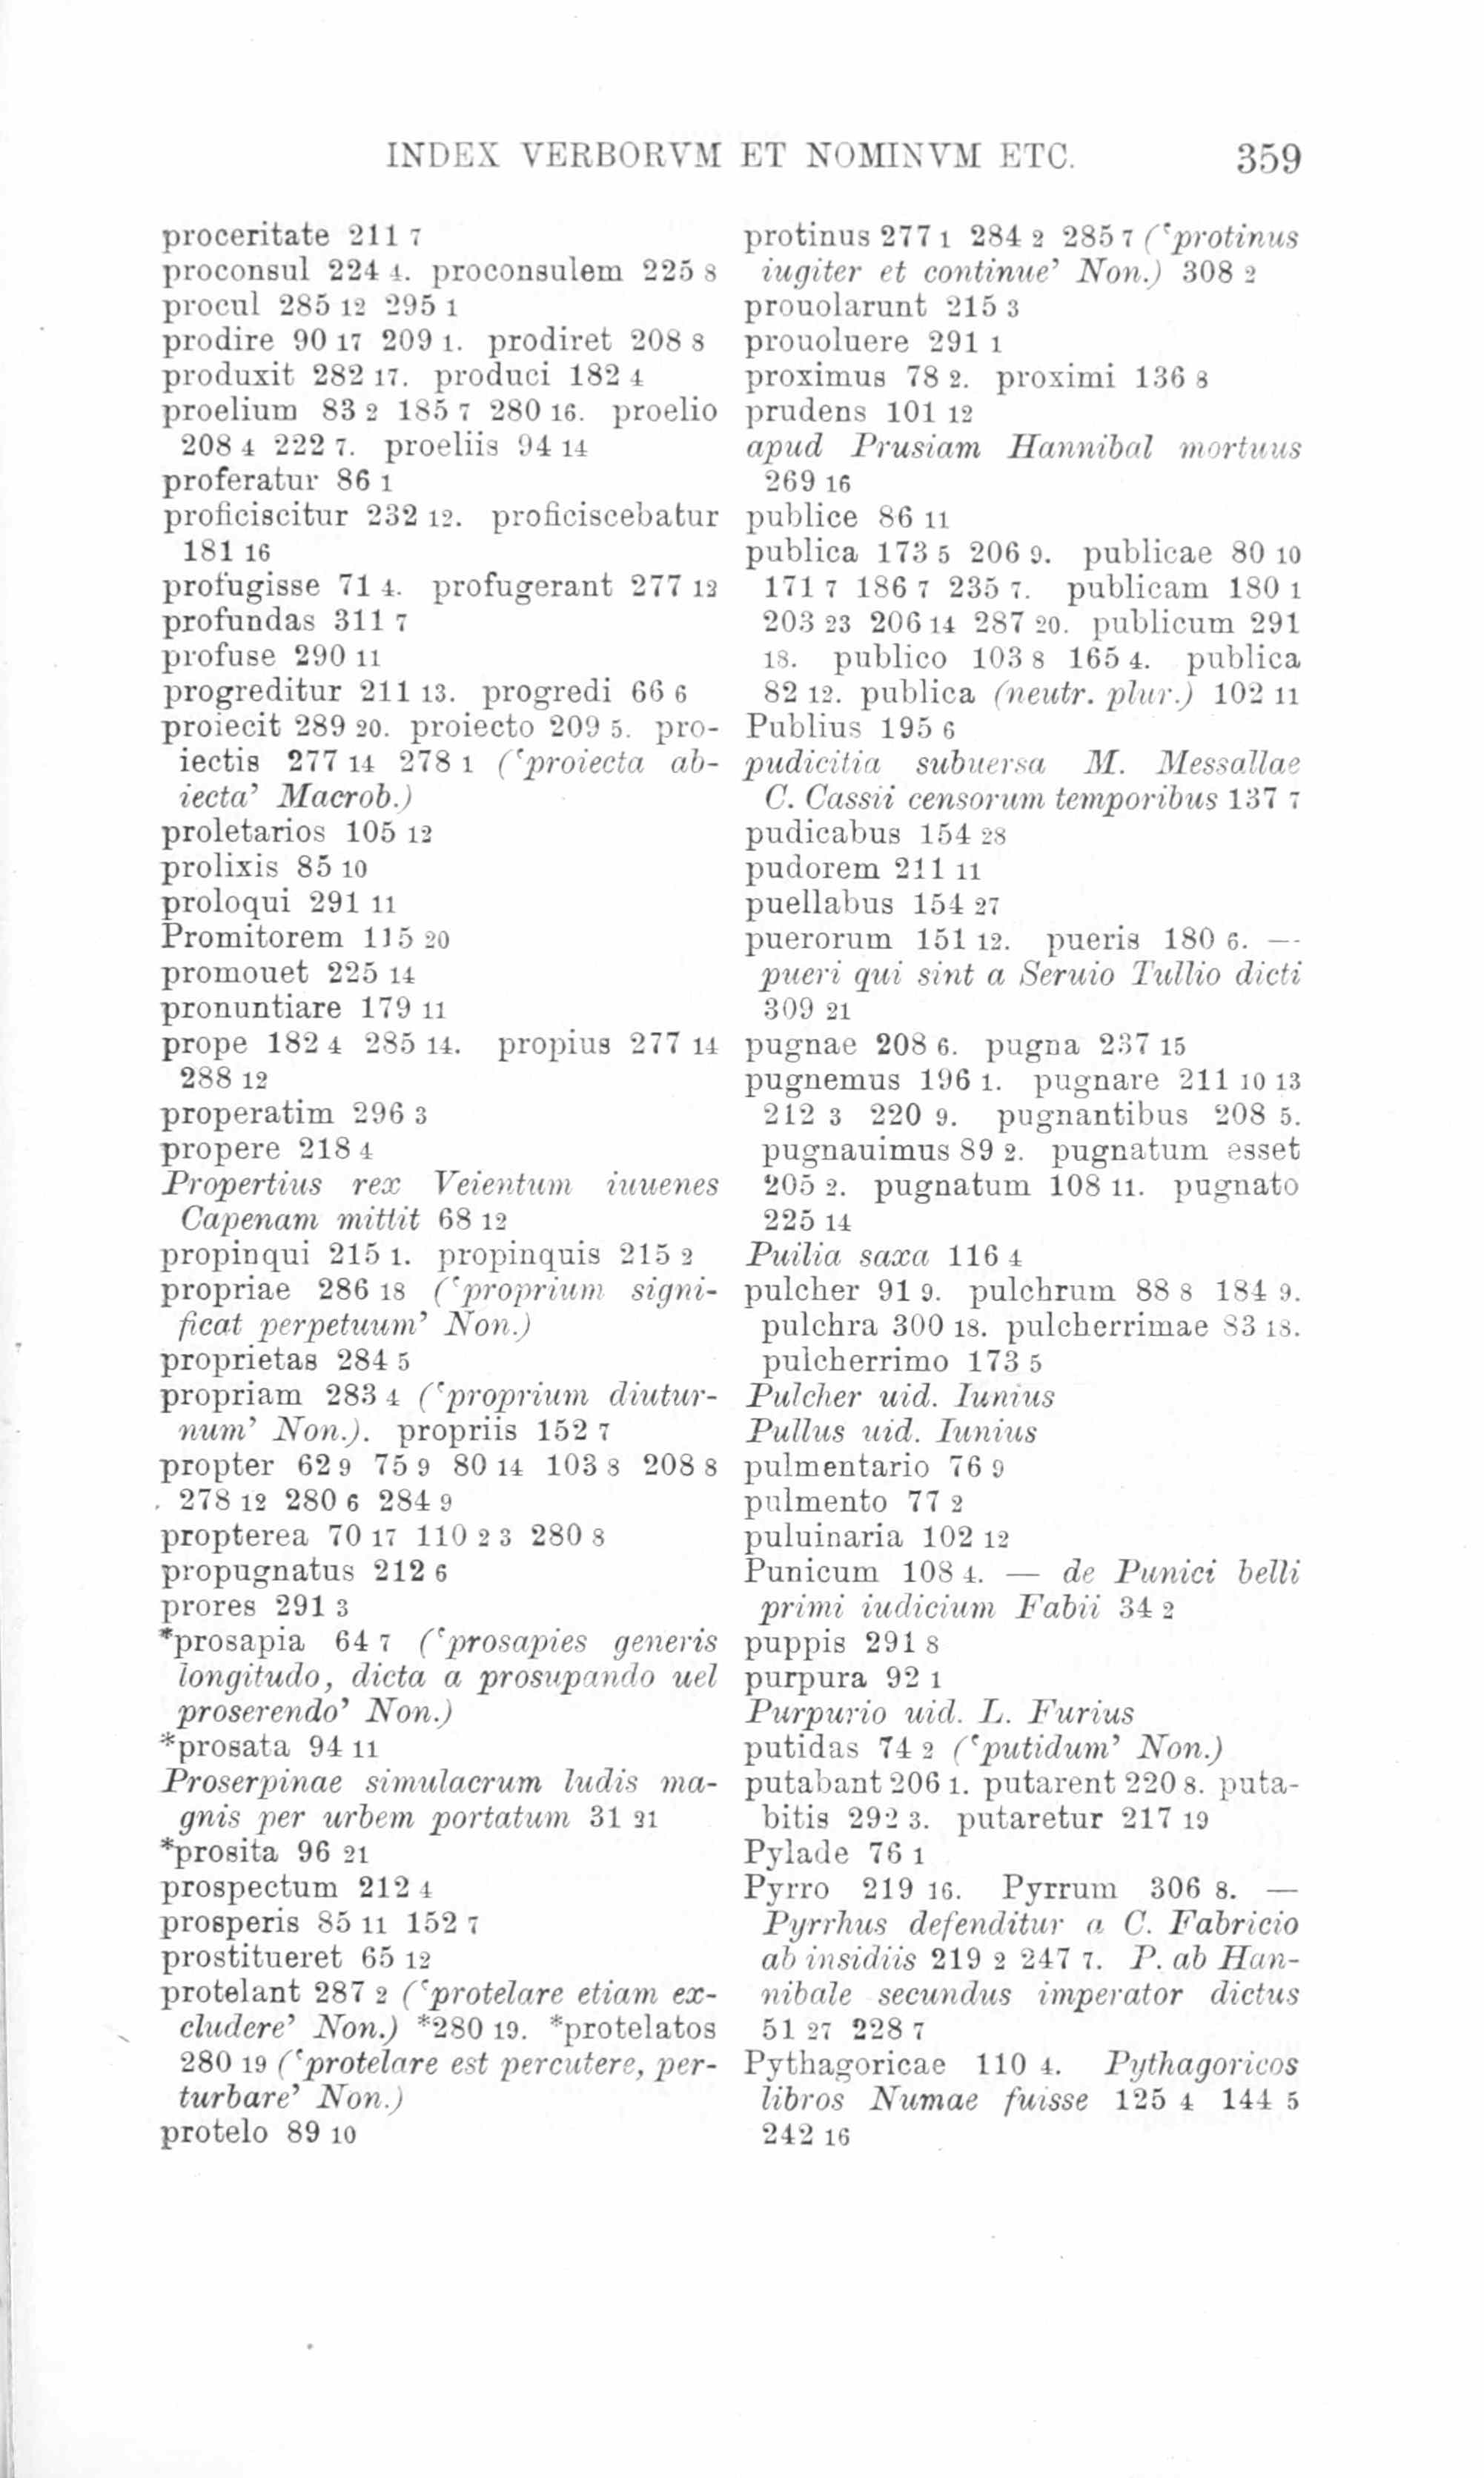 INDEX VERBORVM ET NOMINVM ETC. 359
proceritate 211 7
proconsul 224 4. proconsulem 225 8
procul 285 12 295 1
prodire 90 17 209 1. prodiret 208 8
produxit 282 17. produci 182 4
proelium 83 2 185 7 280 16. proelio
208 4 222 7. proeliis 94 14
proferatur 86 1
proficiscitur 232 12. proficiscebatur
181 16
profugisse 71 4. profugerant 277 12
profundas 311 7
profuse 290 11
progreditur 211 13. progredi 66 6
proiecit 289 20. proiecto 209 5. pro-
iectis 277 14 278 1 (‘proiecta ab-
iecta’ Macrob.)
proletarios 105 12
prolixis 85 10
proloqui 291 11
Promitorem 115 20
promouet 225 14
pronuntiare 179 11
prope 182 4 285 14. propius 277 14
288 12
properatim 296 3
propere 218 4
Propertius rex Veientum iuuenes
Capenam mittit 68 12
propinqui 215 1. propinquis 215 2
propriae 286 18 (‘proprium signi-
ficat perpetuum’ Non.)
proprietas 284 5
propriam 283 4 (‘proprium diutur-
num’ Non.). propriis 152 7
propter 62 9 75 9 80 14 103 8 208 8
278 12 280 6 284 9
propterea 70 17 110 2 3 280 8
propugnatus 212 6
prores 291 3
*prosapia 64 7 (‘prosapies generis
longitudo, dicta a prosupando uel
proserendo’ Non.)
*prosata 94 11
Proserpinae simulacrum ludis ma-
gnis per urbem portatum 31 21
*prosita 96 21
prospectum 212 4
prosperis 85 11 152 7
prostitueret 65 12
protelant 287 2 (‘protelare etiam ex-
cludere’ Non.) *280 19. *protelatos
280 19 (‘protelare est percutere, per-
turbare’ Non.)
protelo 89 10
protinus 277 1 284 2 285 7 (‘protinus
iugiter et continue’ Non.) 308 2
prouolarunt 215 3
prouoluere 291 1
proximus 78 2. proximi 136 8
prudens 101 12
apud Prusiam Hannibal mortuus
269 16
publice 86 11
publica 173 5 206 9. publicae 80 10
171 7 186 7 235 7. publicam 180 1
203 23 206 14 287 20. publicum 291
18. publico 103 8 165 4. publica
82 12. publica (neutr. plur.) 102 11
Publius 195 6
pudicitia subuersa M. Messallae
C. Cassii censorum temporibus 137 7
pudicabus 154 28
pudorem 211 11
puellabus 154 27
puerorum 151 12. pueris 180 6. —
pueri qui sint a Seruio Tullio dicti
309 21
pugnae 208 6. pugna 237 15
pugnemus 196 1. pugnare 211 10 13
212 3 220 9. pugnantibus 208 5.
pugnauimus 89 2. pugnatum esset
205 2. pugnatum 108 11. pugnato
225 14
Puilia saxa 116 4
pulcher 91 9. pulchrum 88 8 184 9.
pulchra 300 18. pulcherrimae 83 18.
pulcherrimo 173 5
Pulcher uid. Iunius
Pullus uid. Iunius
pulmentario 76 9
pulmento 77 2
puluinaria 102 12
Punicum 108 4. — de Punici belli
primi iudicium Fabii 34 2
puppis 291 8
purpura 92 1
Purpurio uid. L. Furius
putidas 74 2 (‘putidum’ Non.)
putabant 206 1. putarent 220 8. puta-
bitis 292 3. putaretur 217 19
Pylade 76 1
Pyrro 219 16. Pyrrum 306 8. —
Pyrrhus defenditur a C. Fabricio
ab insidiis 219 2 247 7. P. ab Han-
nibale secundus imperator dictus
51 27 228 7
Pythagoricae 110 4. Pythagoricos
libros Numae fuisse 125 4 144 5
242 16